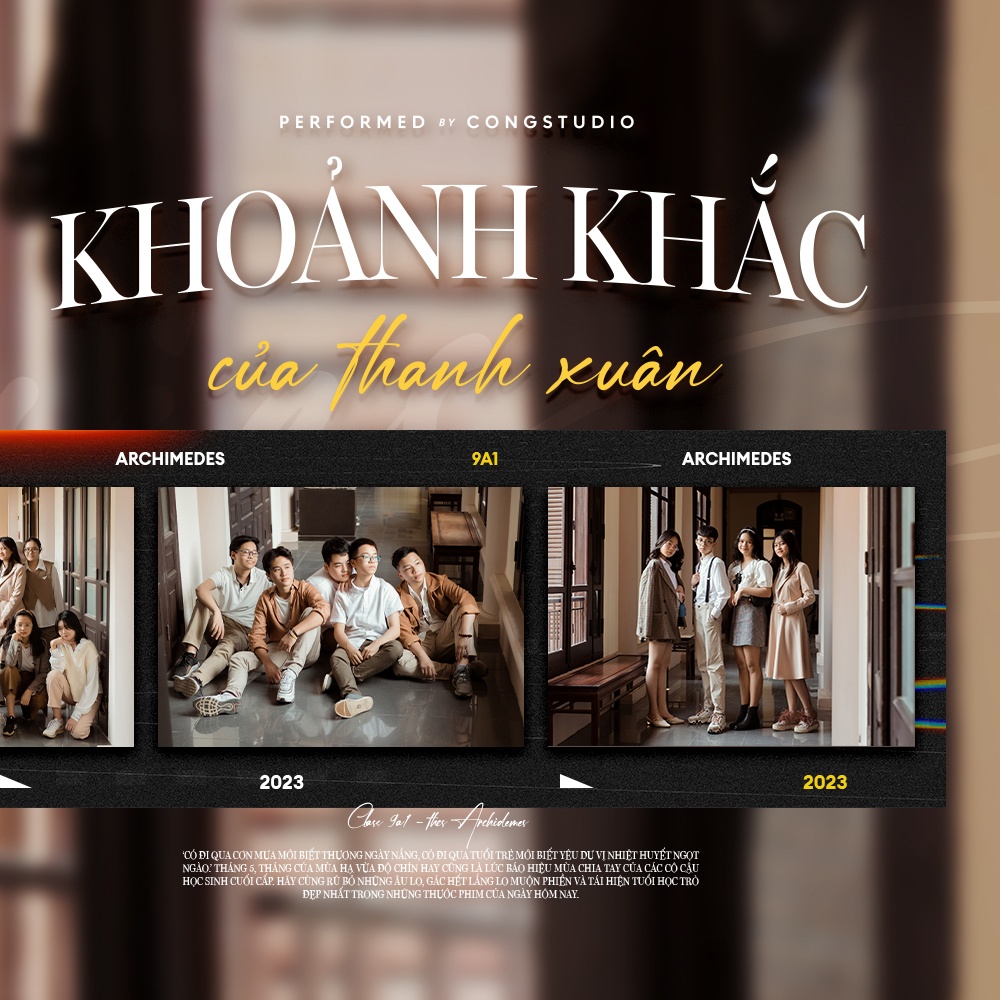 PERFORMED BY CONGSTUDIO
KHOẢNH KHẮC
của thanh xuân
ARCHIMEDES 9A1 ARCHIMEDES
2023 2023
Class 9a1 - thcs Archidemes
'CÓ ĐI QUA CƠN MƯA MỚI BIẾT THƯƠNG NGÀY NẮNG, CÓ ĐI QUA TUỔI TRẺ MỚI BIẾT YÊU DƯ VỊ NHIỆT HUYẾT NGỌT
NGÀO.' THÁNG 5, THÁNG CỦA MÙA HẠ VỪA ĐỘ CHÍN HAY CŨNG LÀ LÚC BÁO HIỆU MÙA CHIA TAY CỦA CÁC CÔ CẬU
HỌC SINH CUỐI CẤP. HÃY CÙNG RŨ BỎ NHỮNG ÂU LO, GÁC HẾT LẮNG LO MUỘN PHIỀN VÀ TÁI HIỆN TUỔI HỌC TRÒ
ĐẸP NHẤT TRONG NHỮNG THƯỚC PHIM CỦA NGÀY HÔM NAY.